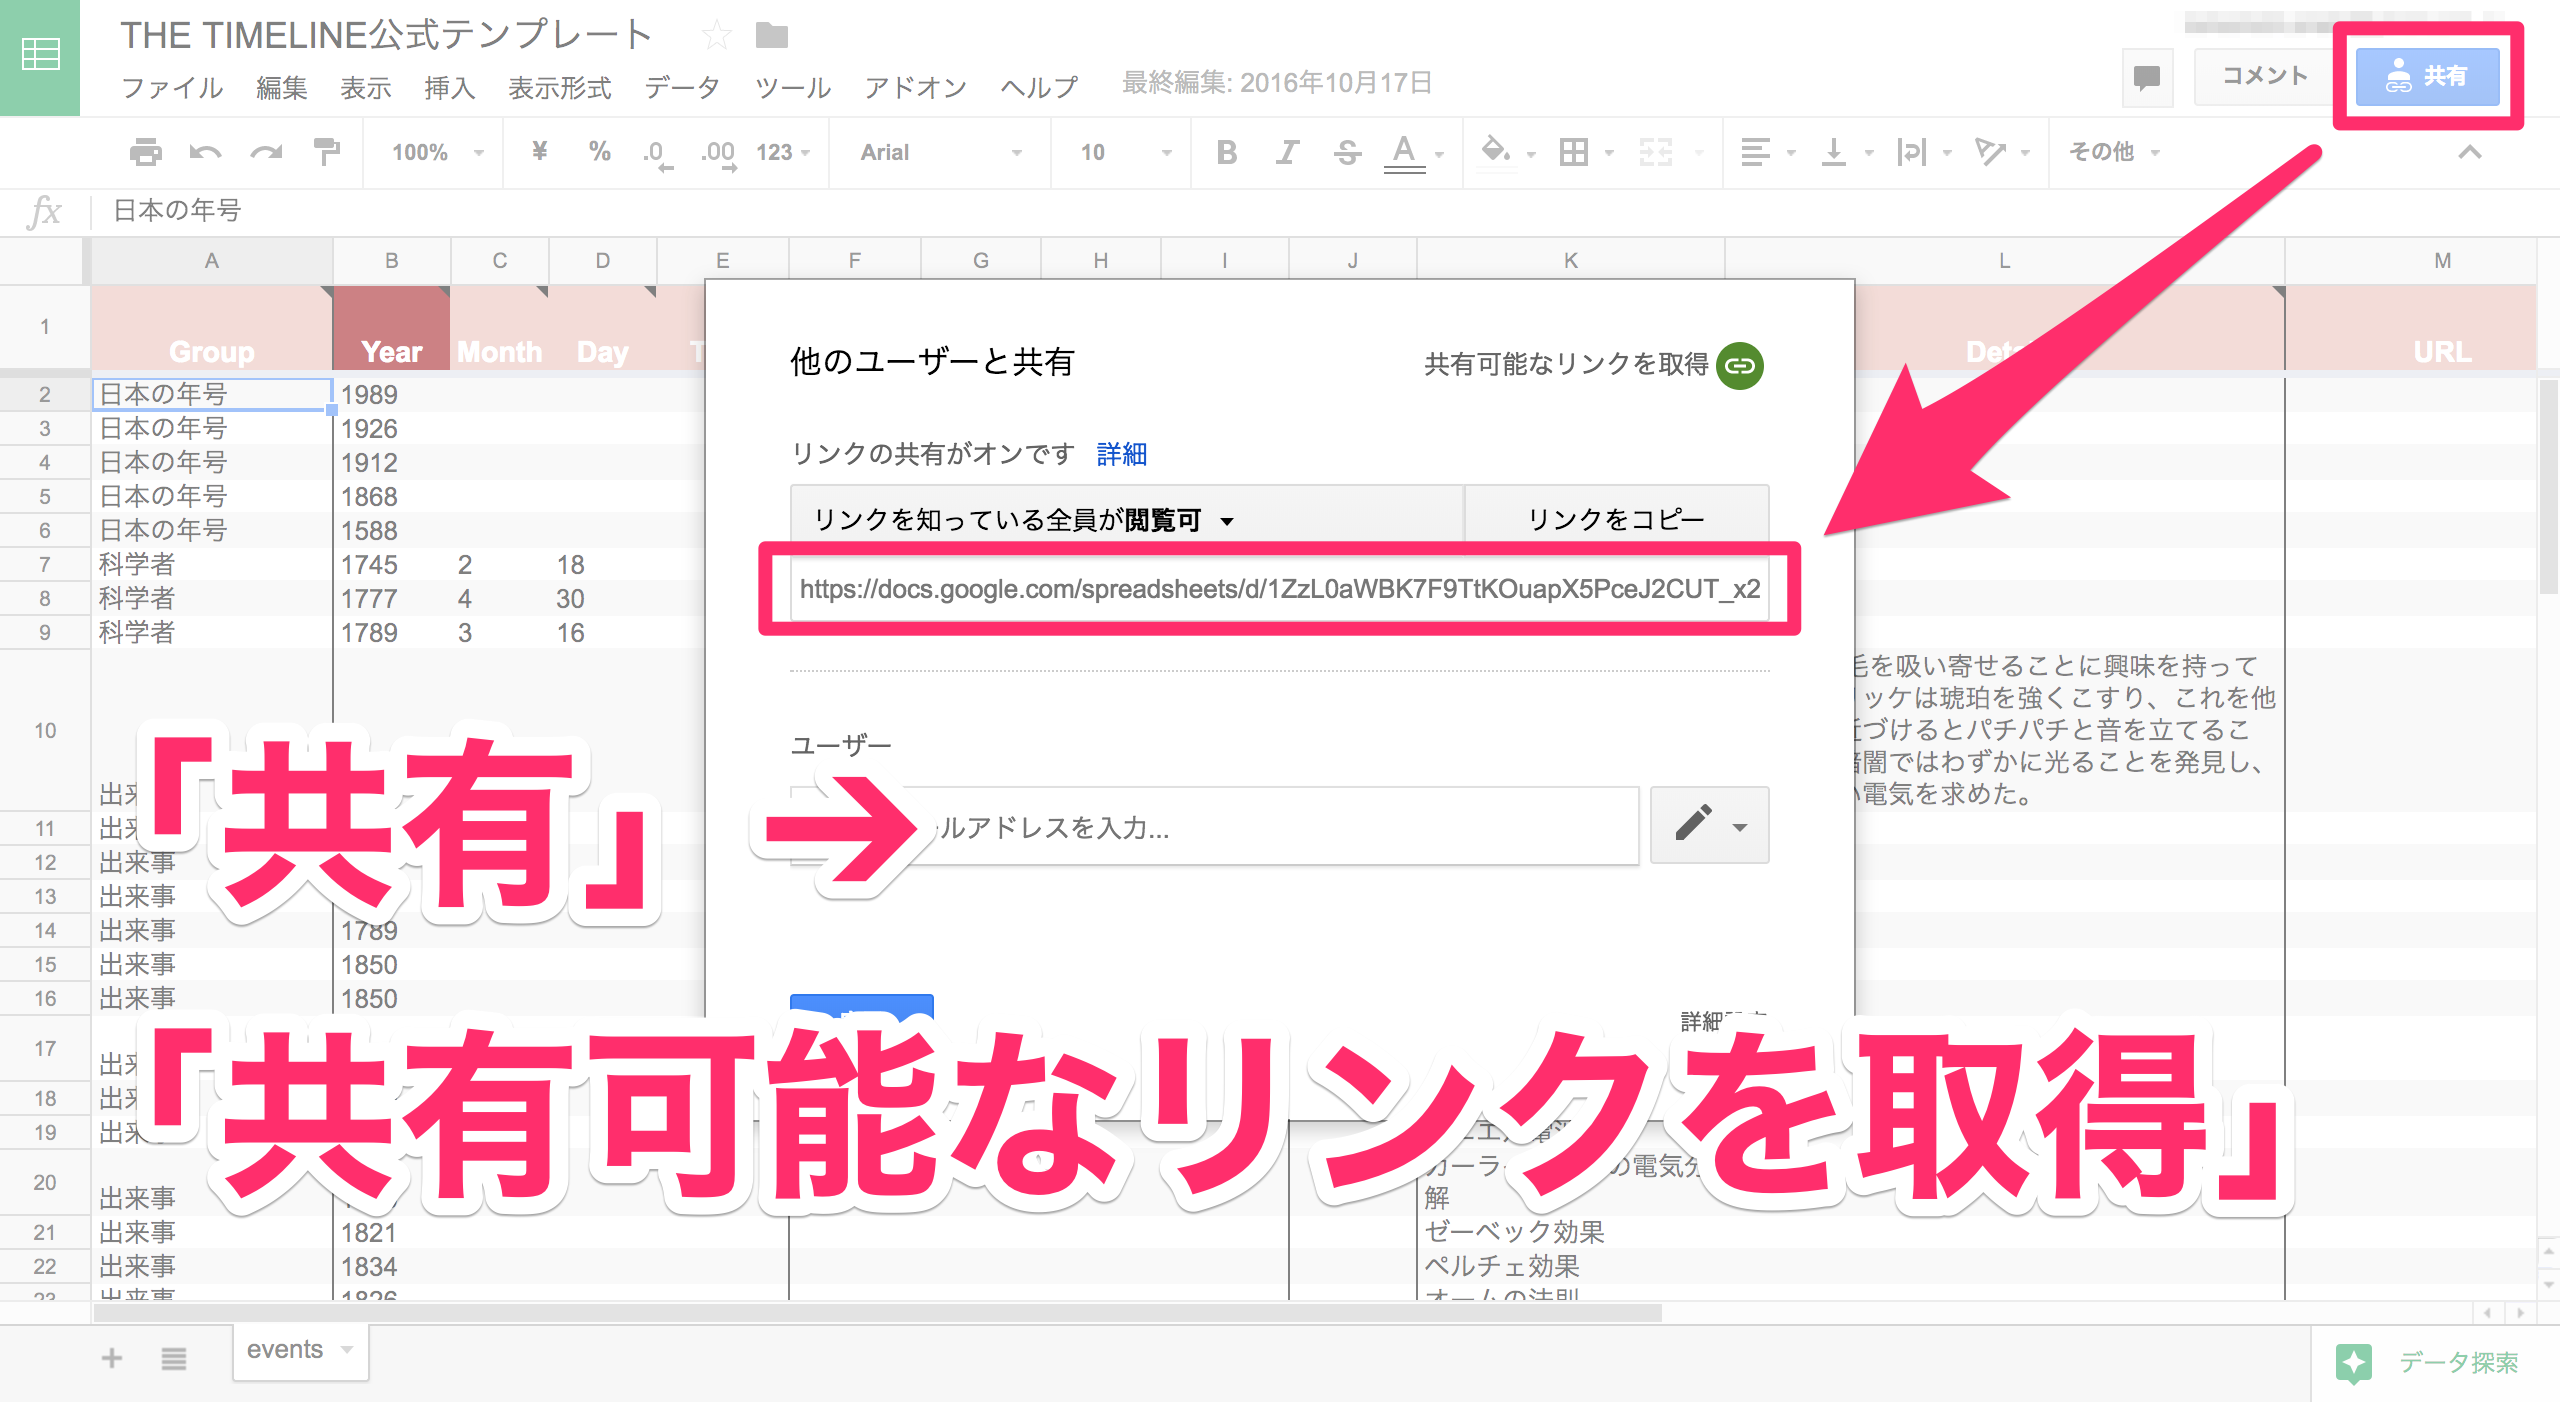 THE TIMELINE公式テンプレート
ファイル 編集 表示 挿入 表示形式 データ ツール アドオン ヘルプ 最終編集: 2016年10月17日
コメント 共有
100% ¥ % .0 .00 123 Arial 10 B I S A その他
fx 日本の年号
A B C D E F G H I J K L M
1 Group Year Month Day T URL
2 日本の年号 1989
3 日本の年号 1926
4 日本の年号 1912
5 日本の年号 1868
6 日本の年号 1588
7 科学者 1745 2 18
8 科学者 1777 4 30
9 科学者 1789 3 16
他のユーザーと共有 共有可能なリンクを取得
リンクの共有がオンです 詳細
リンクを知っている全員が閲覧可 リンクをコピー
https://docs.google.com/spreadsheets/d/1ZzL0aWBK7F9TtKOuapX5PceJ2CUT_x2
ユーザー
ルアドレスを入力...
毛を吸い寄せることに興味を持って
リッケは琥珀を強くこすり、これを他
づけるとパチパチと音を立てるこ
闇ではわずかに光ることを発見し、
い電気を求めた。
「共有」→
「共有可能なリンクを取得」
10 出来
11 出来
12 出来事
13 出来事
14 出来事 1789
15 出来事 1850
16 出来事 1850
17 出来
18 出来
19 出来
20 出来事
解
21 出来事 1821 ゼーベック効果
22 出来事 1834 ペルチェ効果
23 出来事 1826 オームの法則
events
データ探索